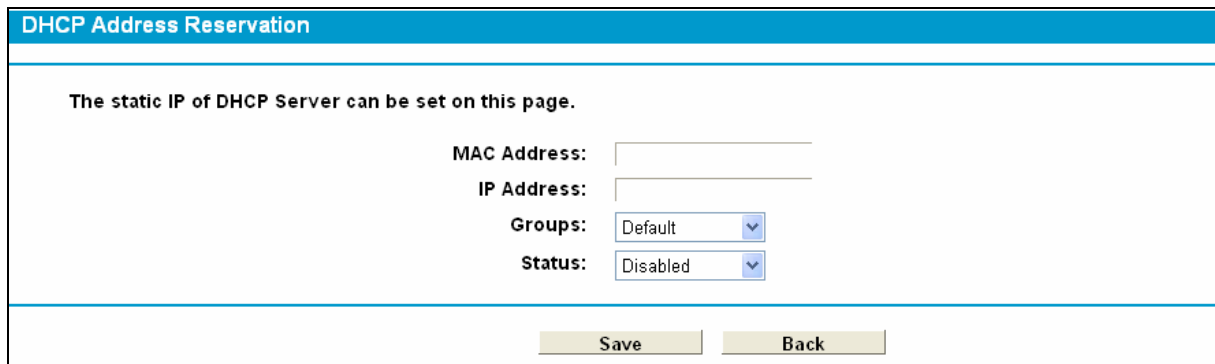 DHCP Address Reservation
The static IP of DHCP Server can be set on this page.
MAC Address:
IP Address:
Groups: Default
Status: Disabled
Save Back